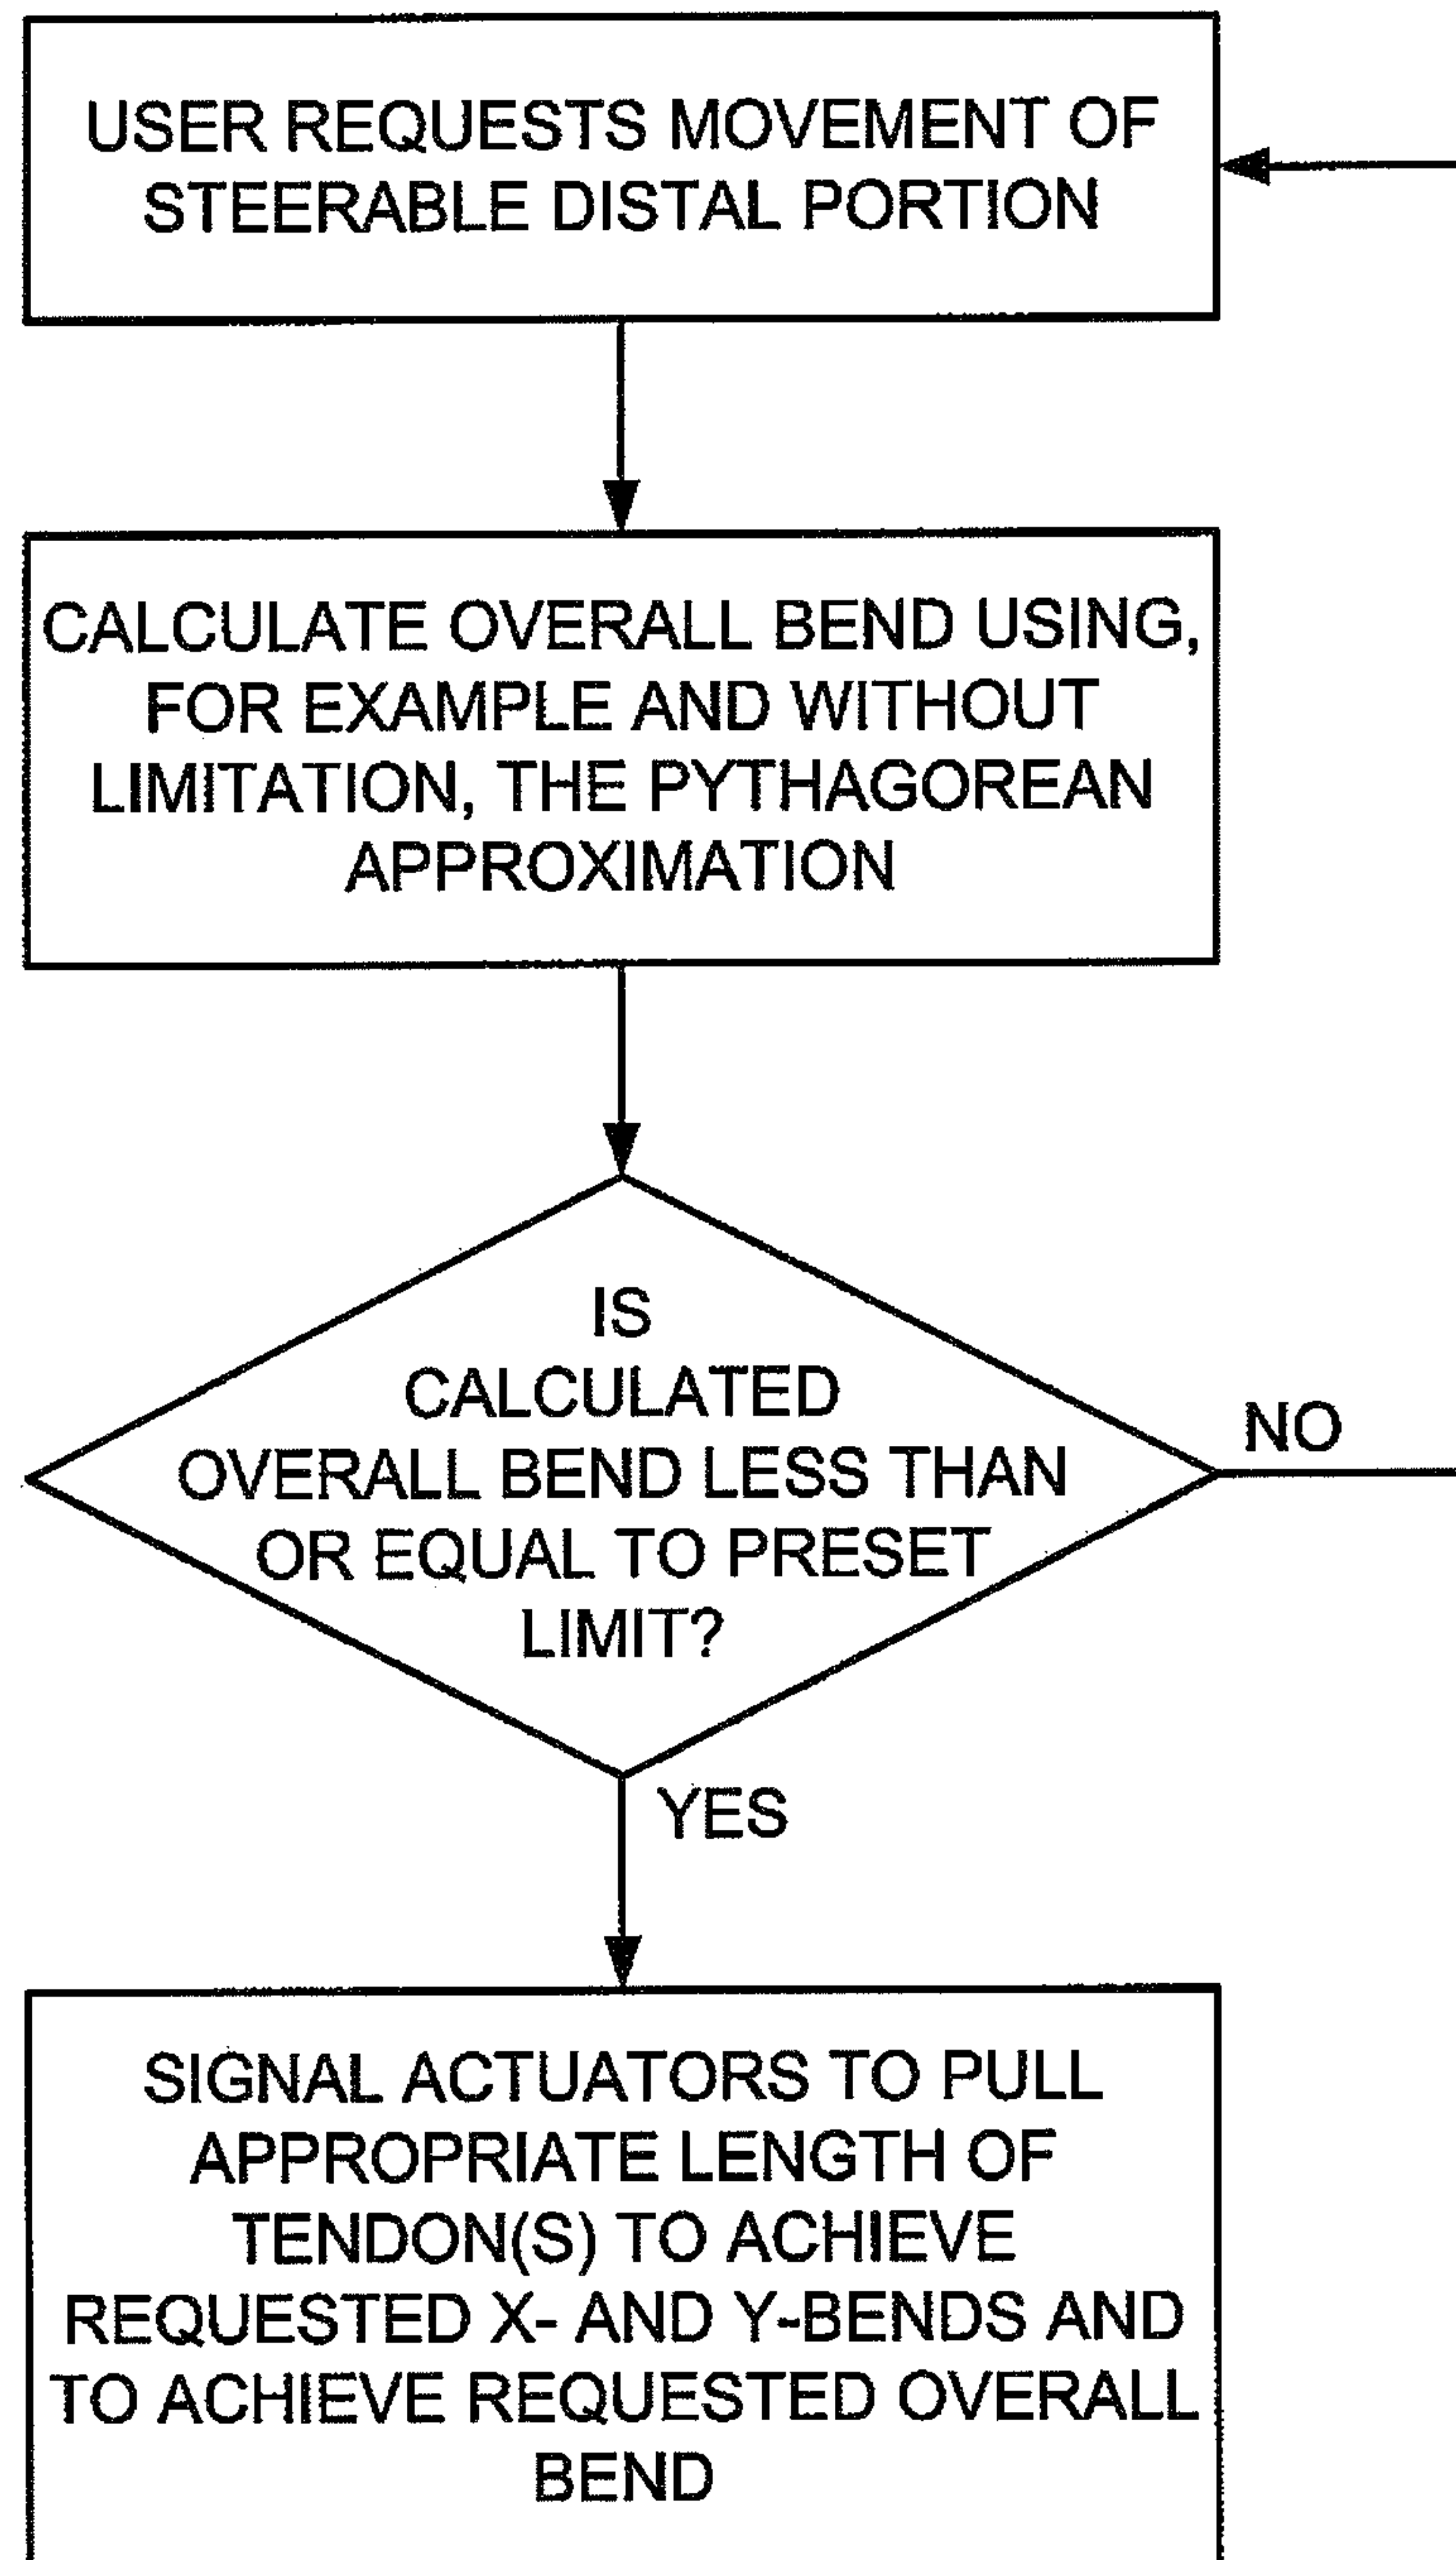 USER REQUESTS MOVEMENT OF
STEERABLE DISTAL PORTION
CALCULATE OVERALL BEND USING,
FOR EXAMPLE AND WITHOUT
LIMITATION, THE PYTHAGOREAN
APPROXIMATION
IS
CALCULATED
OVERALL BEND LESS THAN
OR EQUAL TO PRESET
LIMIT?
NO
YES
SIGNAL ACTUATORS TO PULL
APPROPRIATE LENGTH OF
TENDON(S) TO ACHIEVE
REQUESTED X- AND Y-BENDS AND
TO ACHIEVE REQUESTED OVERALL
BEND